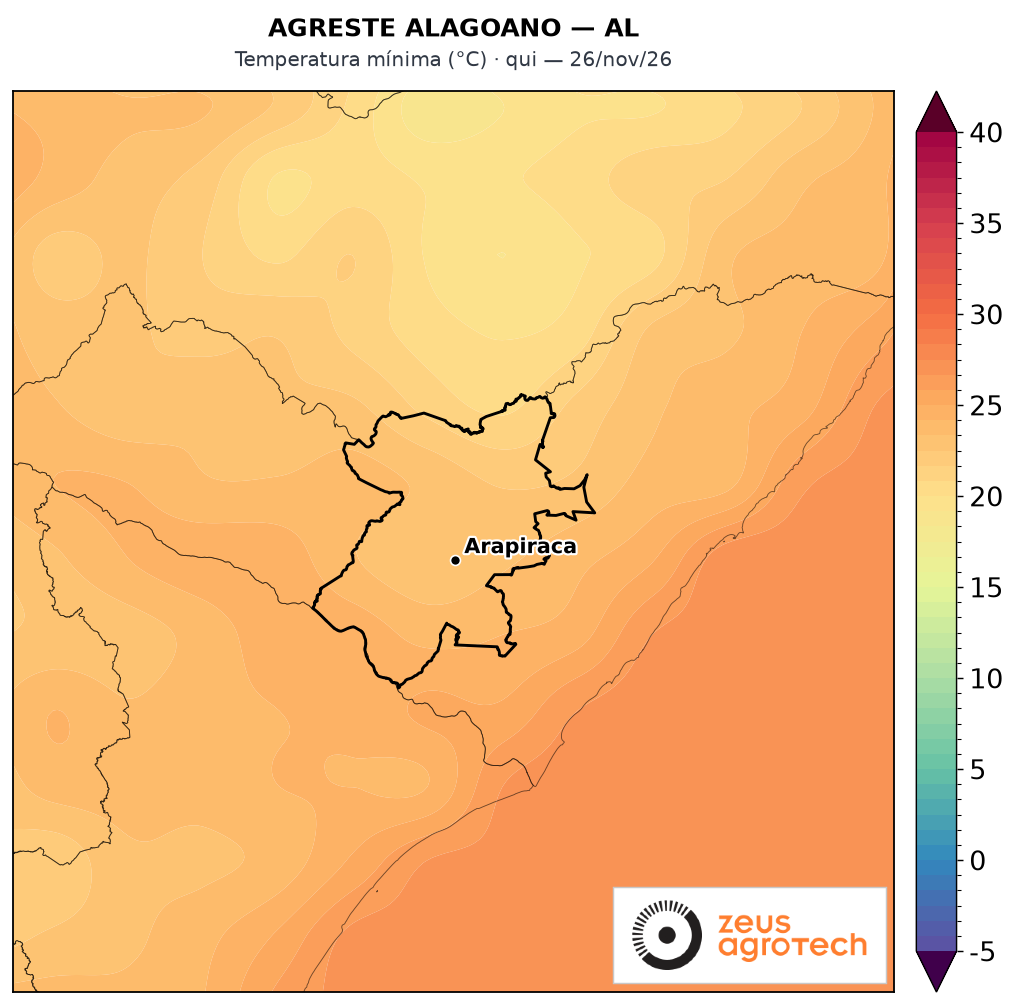 AGRESTE ALAGOANO — AL
Temperatura mínima (°C) · qui — 26/nov/26
40
35
30
25
20
15
10
5
0
-5
Arapiraca
zeus
agrotech